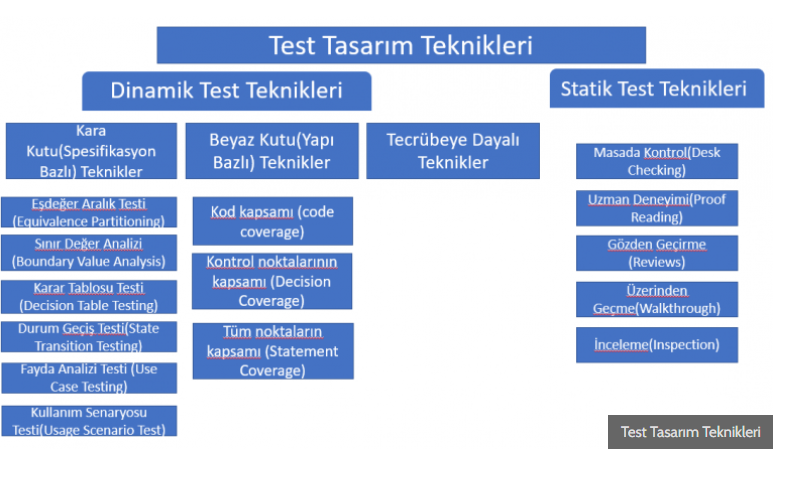 Test Tasarım Teknikleri
Dinamik Test Teknikleri
Statik Test Teknikleri
Kara
Kutu(Spesifikasyon
Bazlı) Teknikler
Beyaz Kutu(Yapı
Bazlı) Teknikler
Tecrübeye Dayalı
Teknikler
Eşdeğer Aralık Testi
(Equivalence Partitioning)
Sınır Değer Analizi
(Boundary Value Analysis)
Karar Tablosu Testi
(Decision Table Testing)
Durum Geçiş Testi(State
Transition Testing)
Fayda Analizi Testi (Use
Case Testing)
Kullanım Senaryosu
Testi(Usage Scenario Test)
Kod kapsamı (code
coverage)
Kontrol noktalarının
kapsamı (Decision
Coverage)
Tüm noktaların
kapsamı (Statement
Coverage)
Masada Kontrol(Desk
Checking)
Uzman Deneyimi(Proof
Reading)
Gözden Geçirme
(Reviews)
Üzerinden
Geçme(Walkthrough)
İnceleme(Inspection)
Test Tasarım Teknikleri